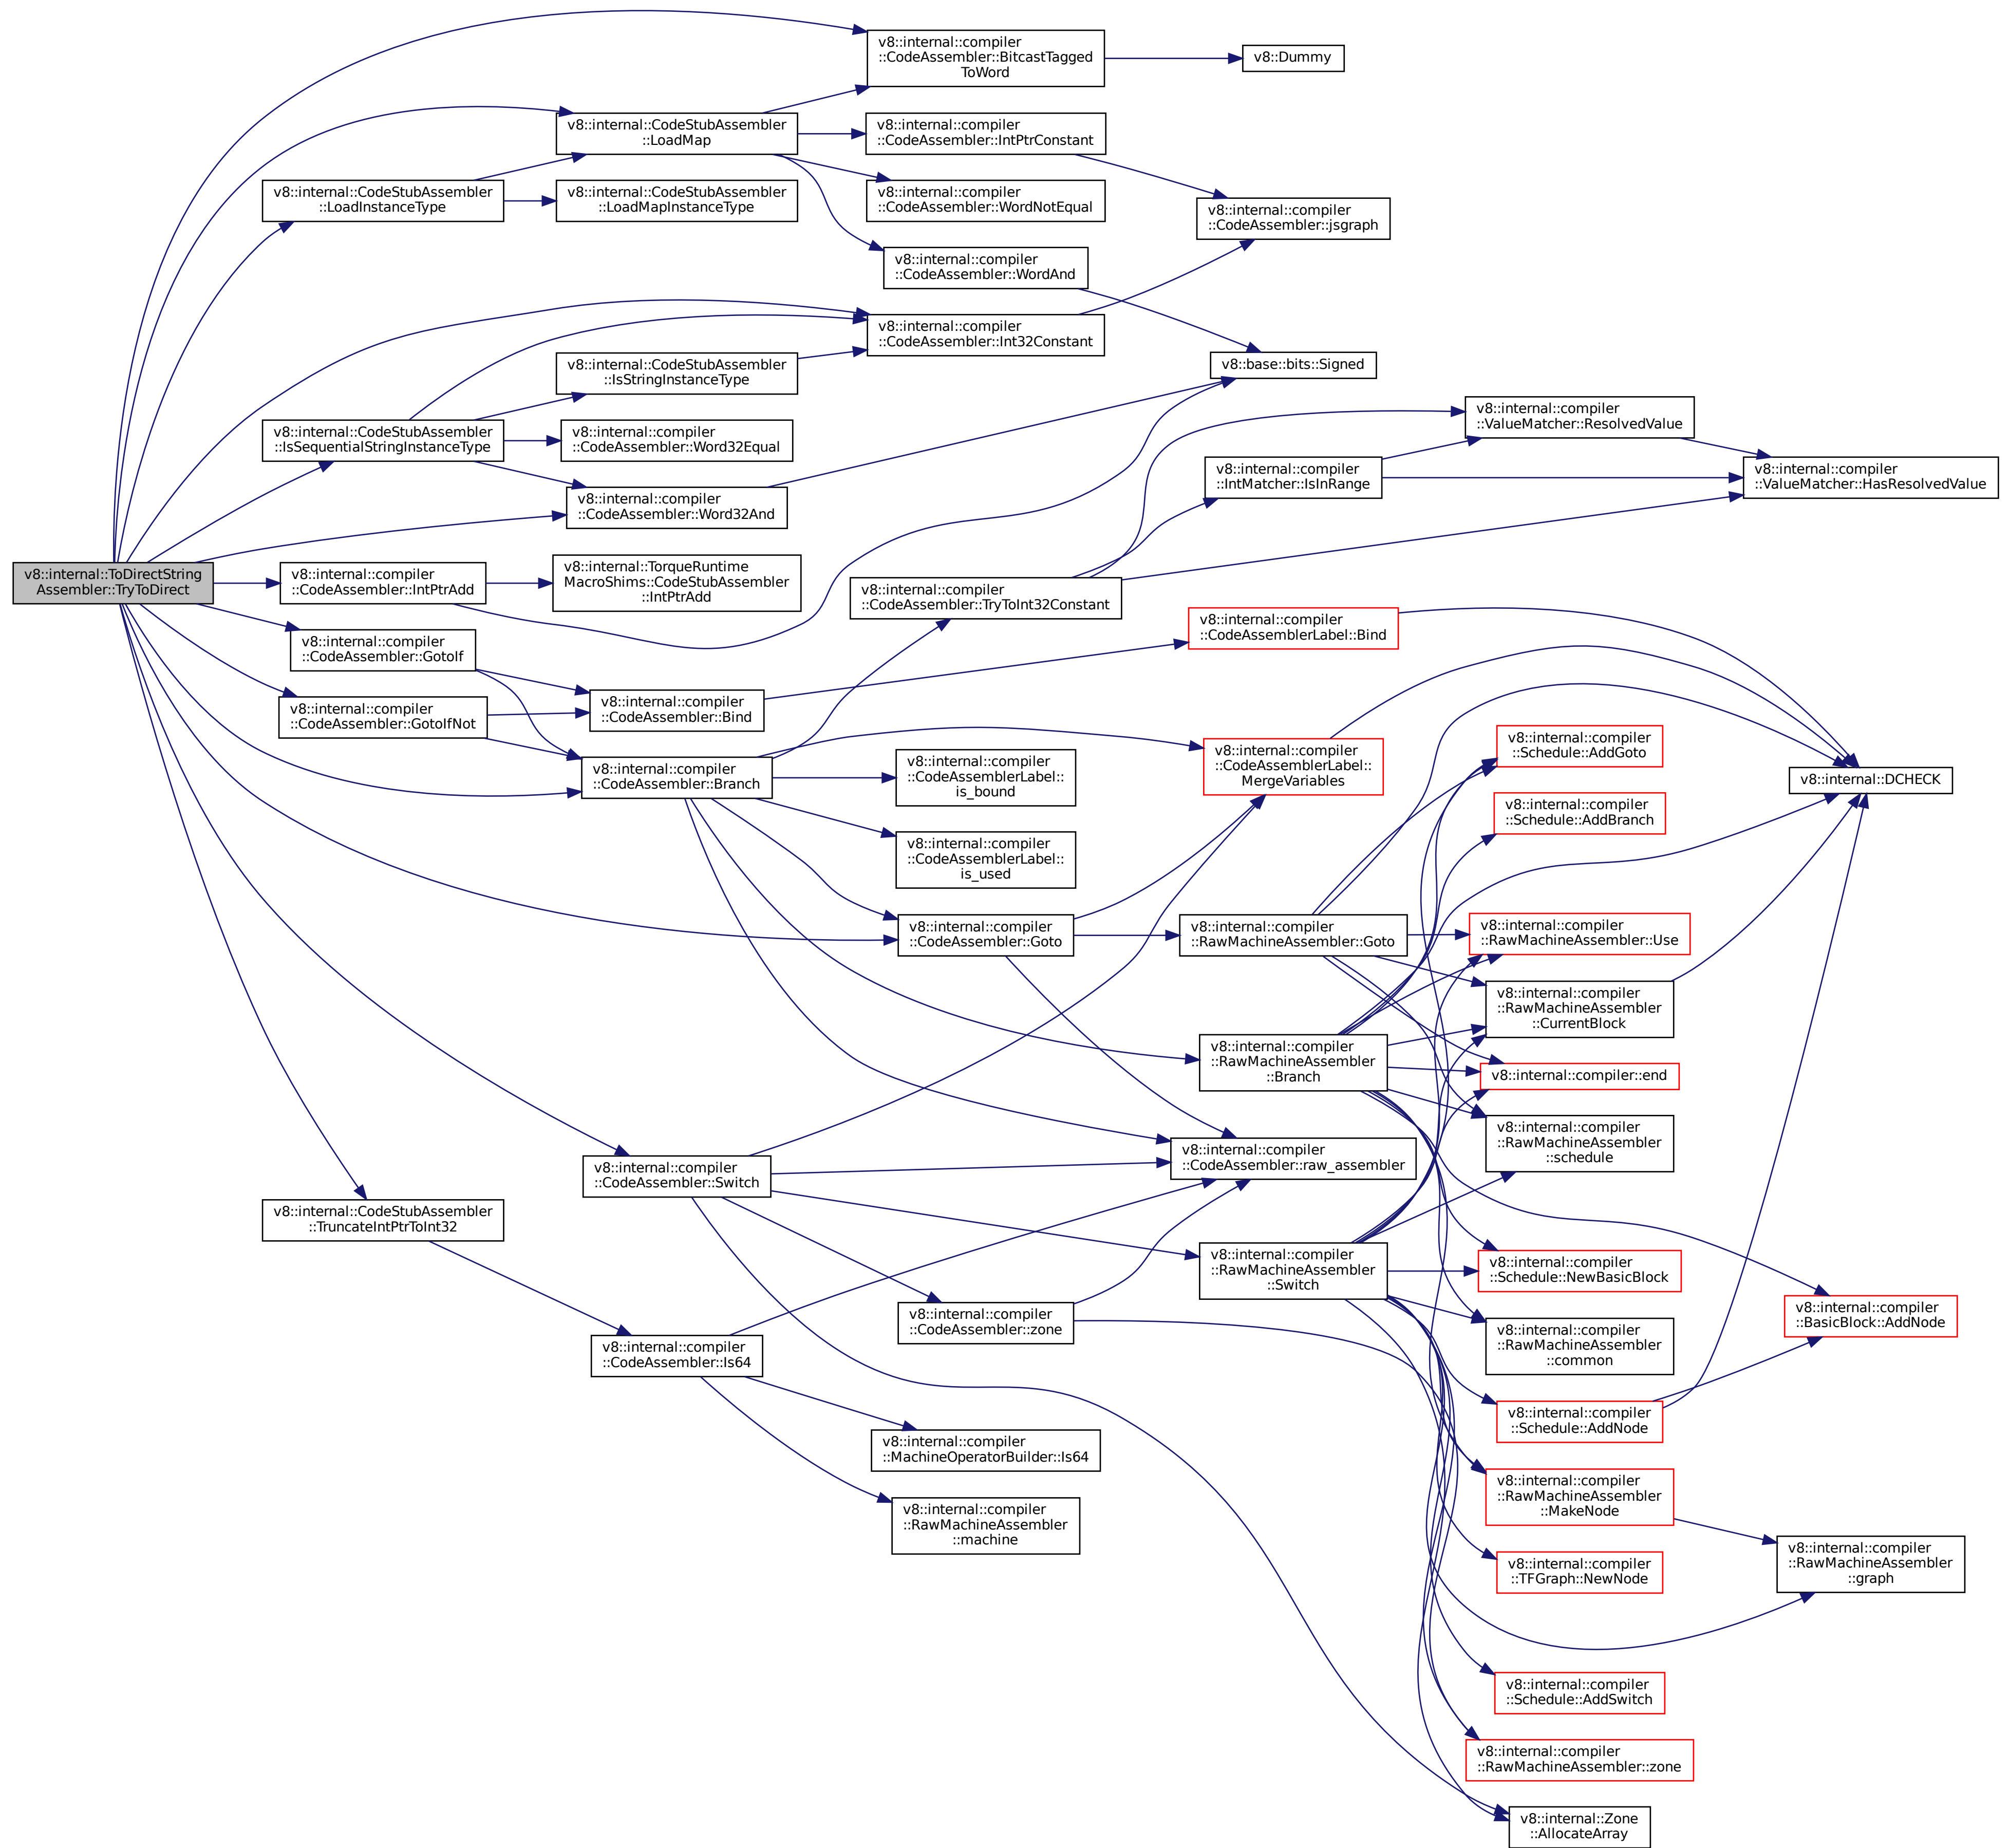 v8::internal::ToDirectString
Assembler::TryToDirect
v8::internal::compiler
::CodeAssembler::BitcastTagged
ToWord
v8::Dummy
v8::internal::CodeStubAssembler
::LoadMap
v8::internal::compiler
::CodeAssembler::IntPtrConstant
v8::internal::CodeStubAssembler
::LoadInstanceType
v8::internal::CodeStubAssembler
::LoadMapInstanceType
v8::internal::compiler
::CodeAssembler::WordNotEqual
v8::internal::compiler
::CodeAssembler::jsgraph
v8::internal::compiler
::CodeAssembler::WordAnd
v8::internal::compiler
::CodeAssembler::Int32Constant
v8::base::bits::Signed
v8::internal::CodeStubAssembler
::IsStringInstanceType
v8::internal::CodeStubAssembler
::IsSequentialStringInstanceType
v8::internal::compiler
::CodeAssembler::Word32Equal
v8::internal::compiler
::ValueMatcher::ResolvedValue
v8::internal::compiler
::IntMatcher::IsInRange
v8::internal::compiler
::ValueMatcher::HasResolvedValue
v8::internal::compiler
::CodeAssembler::Word32And
v8::internal::compiler
::CodeAssembler::IntPtrAdd
v8::internal::TorqueRuntime
MacroShims::CodeStubAssembler
::IntPtrAdd
v8::internal::compiler
::CodeAssembler::TryToInt32Constant
v8::internal::compiler
::CodeAssemblerLabel::Bind
v8::internal::compiler
::CodeAssembler::GotoIf
v8::internal::compiler
::CodeAssembler::GotoIfNot
v8::internal::compiler
::CodeAssembler::Bind
v8::internal::compiler
::CodeAssembler::Branch
v8::internal::compiler
::CodeAssemblerLabel::
is_bound
v8::internal::compiler
::CodeAssemblerLabel::
MergeVariables
v8::internal::compiler
::Schedule::AddGoto
v8::internal::DCHECK
v8::internal::compiler
::Schedule::AddBranch
v8::internal::compiler
::CodeAssemblerLabel::
is_used
v8::internal::compiler
::CodeAssembler::Goto
v8::internal::compiler
::RawMachineAssembler::Goto
v8::internal::compiler
::RawMachineAssembler::Use
v8::internal::compiler
::RawMachineAssembler
::CurrentBlock
v8::internal::compiler
::RawMachineAssembler
::Branch
v8::internal::compiler::end
v8::internal::compiler
::RawMachineAssembler
::schedule
v8::internal::compiler
::CodeAssembler::raw_assembler
v8::internal::compiler
::CodeAssembler::Switch
v8::internal::CodeStubAssembler
::TruncateIntPtrToInt32
v8::internal::compiler
::RawMachineAssembler
::Switch
v8::internal::compiler
::Schedule::NewBasicBlock
v8::internal::compiler
::CodeAssembler::zone
v8::internal::compiler
::BasicBlock::AddNode
v8::internal::compiler
::RawMachineAssembler
::common
v8::internal::compiler
::CodeAssembler::Is64
v8::internal::compiler
::Schedule::AddNode
v8::internal::compiler
::MachineOperatorBuilder::Is64
v8::internal::compiler
::RawMachineAssembler
::MakeNode
v8::internal::compiler
::RawMachineAssembler
::machine
v8::internal::compiler
::RawMachineAssembler
::graph
v8::internal::compiler
::TFGraph::NewNode
v8::internal::compiler
::Schedule::AddSwitch
v8::internal::compiler
::RawMachineAssembler::zone
v8::internal::Zone
::AllocateArray